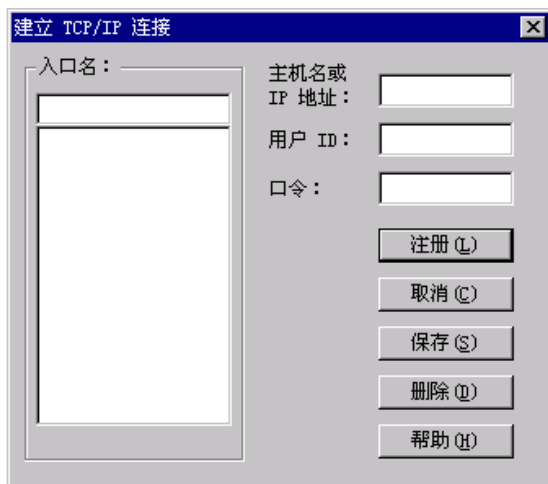 建立 TCP/IP 连接
入口名：
主机名或
IP 地址：
用户 ID：
口令：
注册(L)
取消(C)
保存(S)
册除(D)
帮助(H)